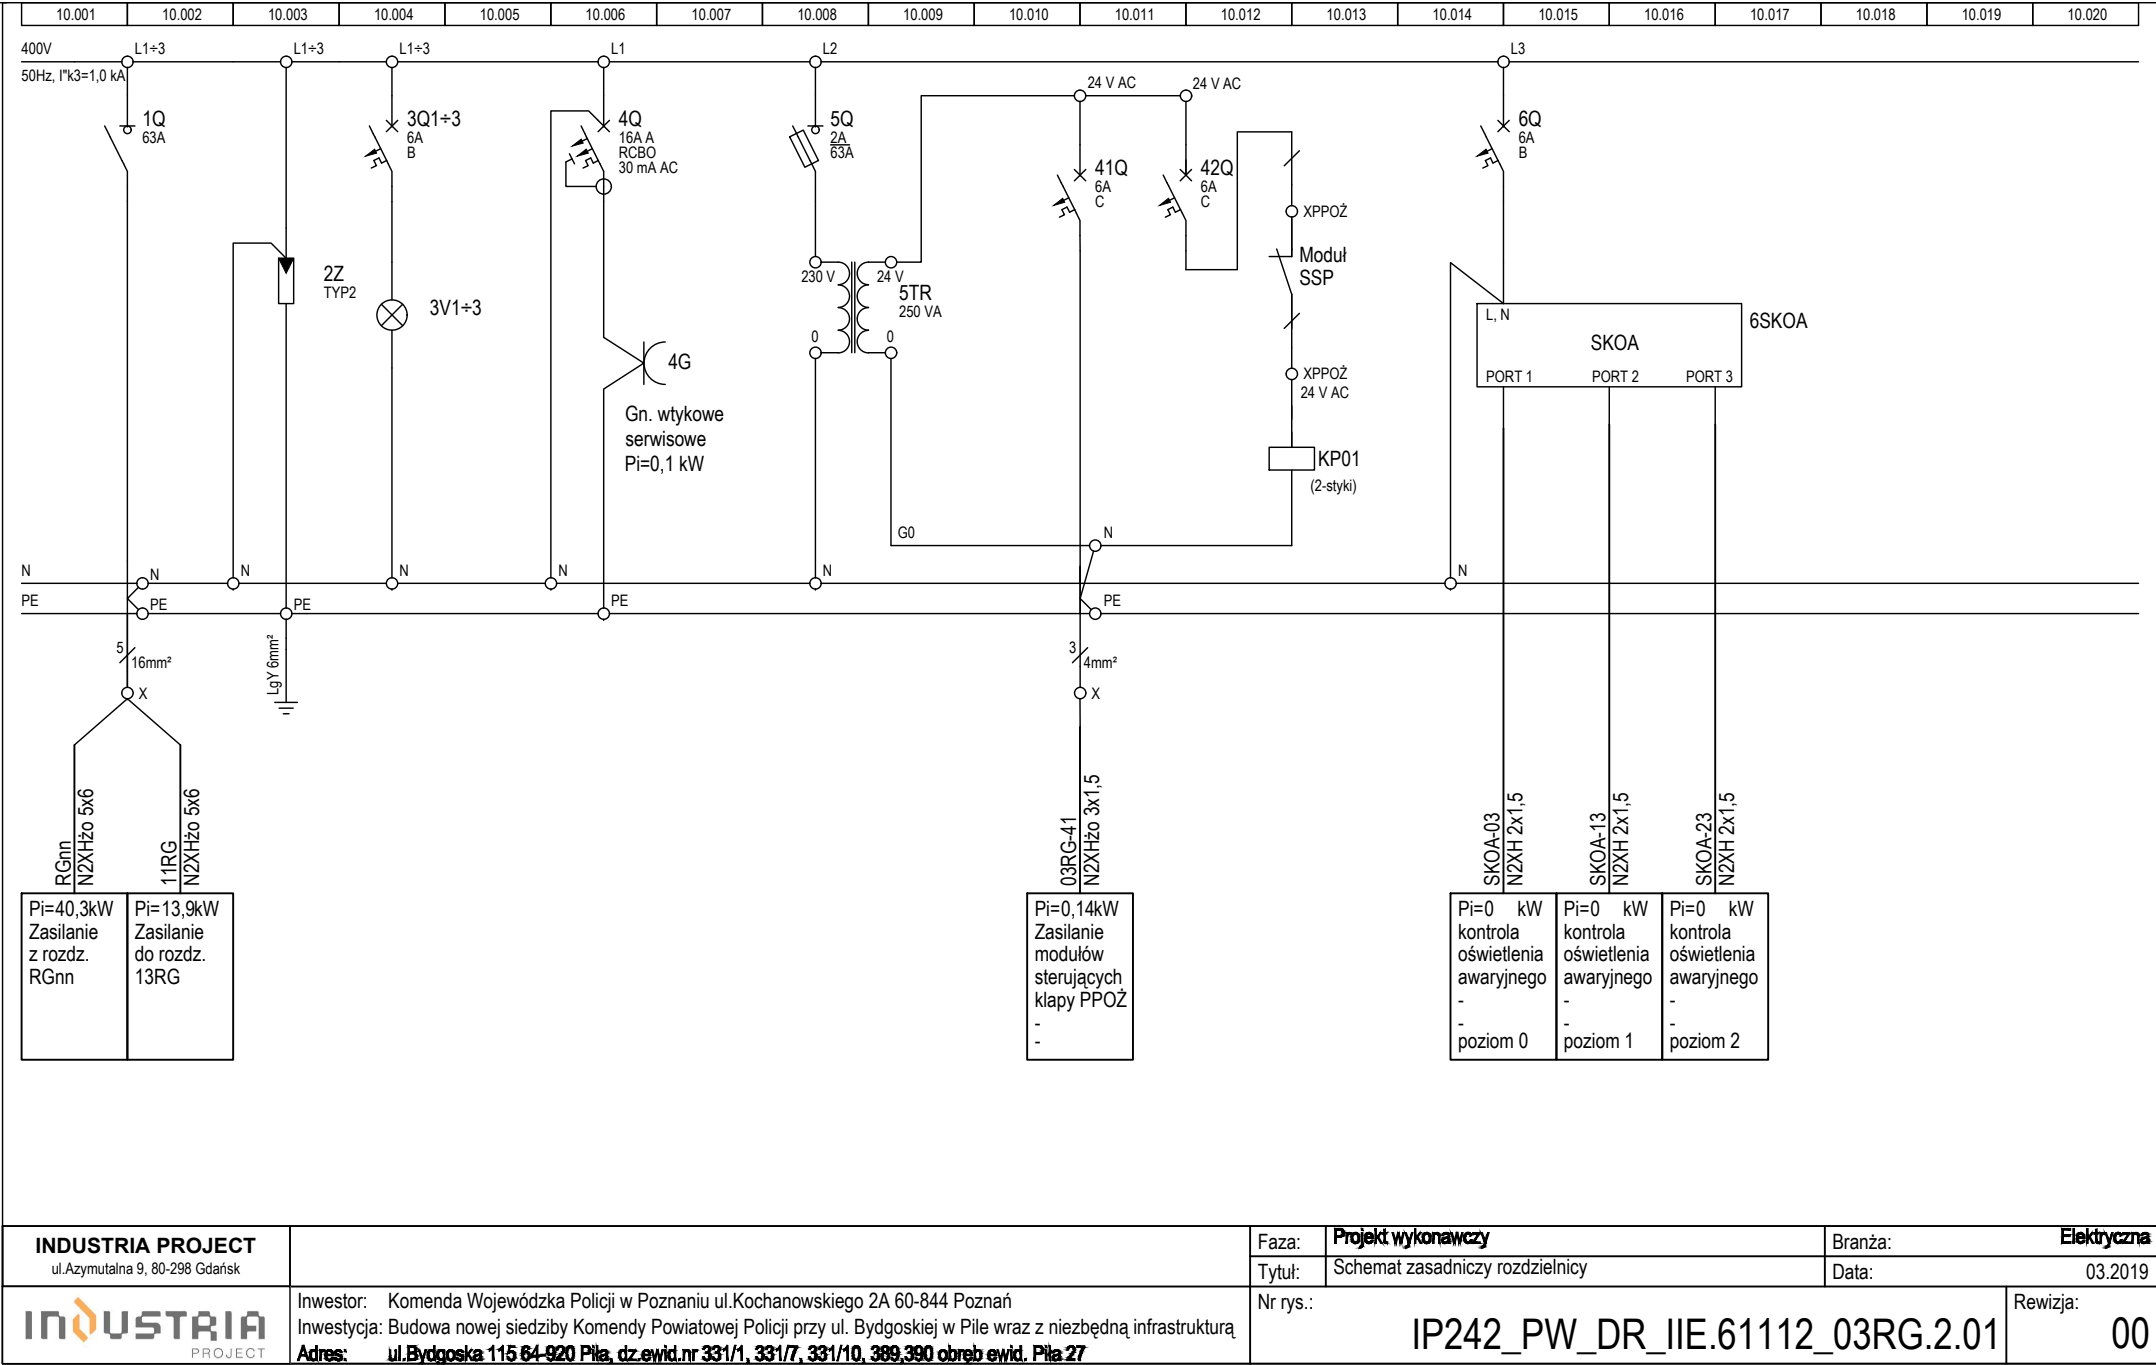 10.001 10.002 10.003 10.004 10.005 10.006 10.007 10.008 10.009 10.010 10.011 10.012 10.013 10.014 10.015 10.016 10.017 10.018 10.019 10.020
400V
50Hz, I"k3=1,0 kA
L1÷3
L1÷3
L1÷3
L1
L2
L3
24 V AC
24 V AC
1Q
63A
3Q1÷3
6A
B
4Q
16A A
RCBO
30 mA AC
5Q
2A
63A
41Q
6A
C
42Q
6A
C
6Q
6A
B
XPPOŻ
Moduł
SSP
2Z
TYP2
3V1÷3
230 V
24 V
5TR
250 VA
0
0
L, N
SKOA
6SKOA
PORT 1
PORT 2
PORT 3
4G
Gn. wtykowe
serwisowe
Pi=0,1 kW
XPPOŻ
24 V AC
KP01
(2-styki)
G0
N
N
N
N
N
N
N
N
PE
PE
PE
PE
PE
5
16mm²
X
LgY 6mm²
3
4mm²
X
RGnn
N2XHżo 5x6
11RG
N2XHżo 5x6
03RG-41
N2XHżo 3x1,5
SKOA-03
N2XH 2x1,5
SKOA-13
N2XH 2x1,5
SKOA-23
N2XH 2x1,5
Pi=40,3kW
Zasilanie
z rozdz.
RGnn
Pi=13,9kW
Zasilanie
do rozdz.
13RG
Pi=0,14kW
Zasilanie
modułów
sterujących
klapy PPOŻ
-
-
Pi=0 kW
kontrola
oświetlenia
awaryjnego
-
-
poziom 0
Pi=0 kW
kontrola
oświetlenia
awaryjnego
-
-
poziom 1
Pi=0 kW
kontrola
oświetlenia
awaryjnego
-
-
poziom 2
INDUSTRIA PROJECT
ul.Azymutalna 9, 80-298 Gdańsk
INDUSTRIA
PROJECT
Inwestor: Komenda Wojewódzka Policji w Poznaniu ul.Kochanowskiego 2A 60-844 Poznań
Inwestycja: Budowa nowej siedziby Komendy Powiatowej Policji przy ul. Bydgoskiej w Pile wraz z niezbędną infrastrukturą
Adres: ul.Bydgoska 115 64-920 Piła, dz.ewid.nr 331/1, 331/7, 331/10, 389,390 obręb ewid. Piła 27
Faza: Projekt wykonawczy
Branża: Elektryczna
Tytuł: Schemat zasadniczy rozdzielnicy
Data: 03.2019
Nr rys.:
IP242_PW_DR_IIE.61112_03RG.2.01
Rewizja:
00